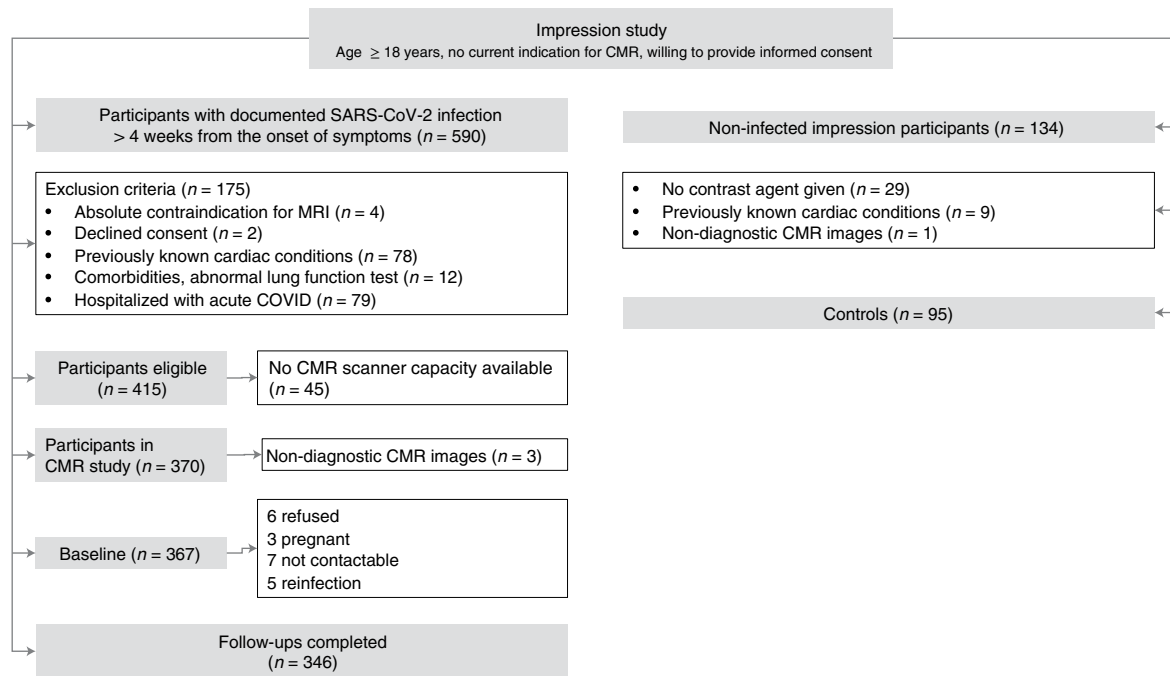 Impression study
Age ≥ 18 years, no current indication for CMR, willing to provide informed consent
Participants with documented SARS-CoV-2 infection
> 4 weeks from the onset of symptoms (n = 590)
Exclusion criteria (n = 175)
• Absolute contraindication for MRI (n = 4)
• Declined consent (n = 2)
• Previously known cardiac conditions (n = 78)
• Comorbidities, abnormal lung function test (n = 12)
• Hospitalized with acute COVID (n = 79)
Participants eligible
(n = 415)
No CMR scanner capacity available
(n = 45)
Participants in
CMR study (n = 370)
Non-diagnostic CMR images (n = 3)
Baseline (n = 367)
6 refused
3 pregnant
7 not contactable
5 reinfection
Follow-ups completed
(n = 346)
Non-infected impression participants (n = 134)
• No contrast agent given (n = 29)
• Previously known cardiac conditions (n = 9)
• Non-diagnostic CMR images (n = 1)
Controls (n = 95)